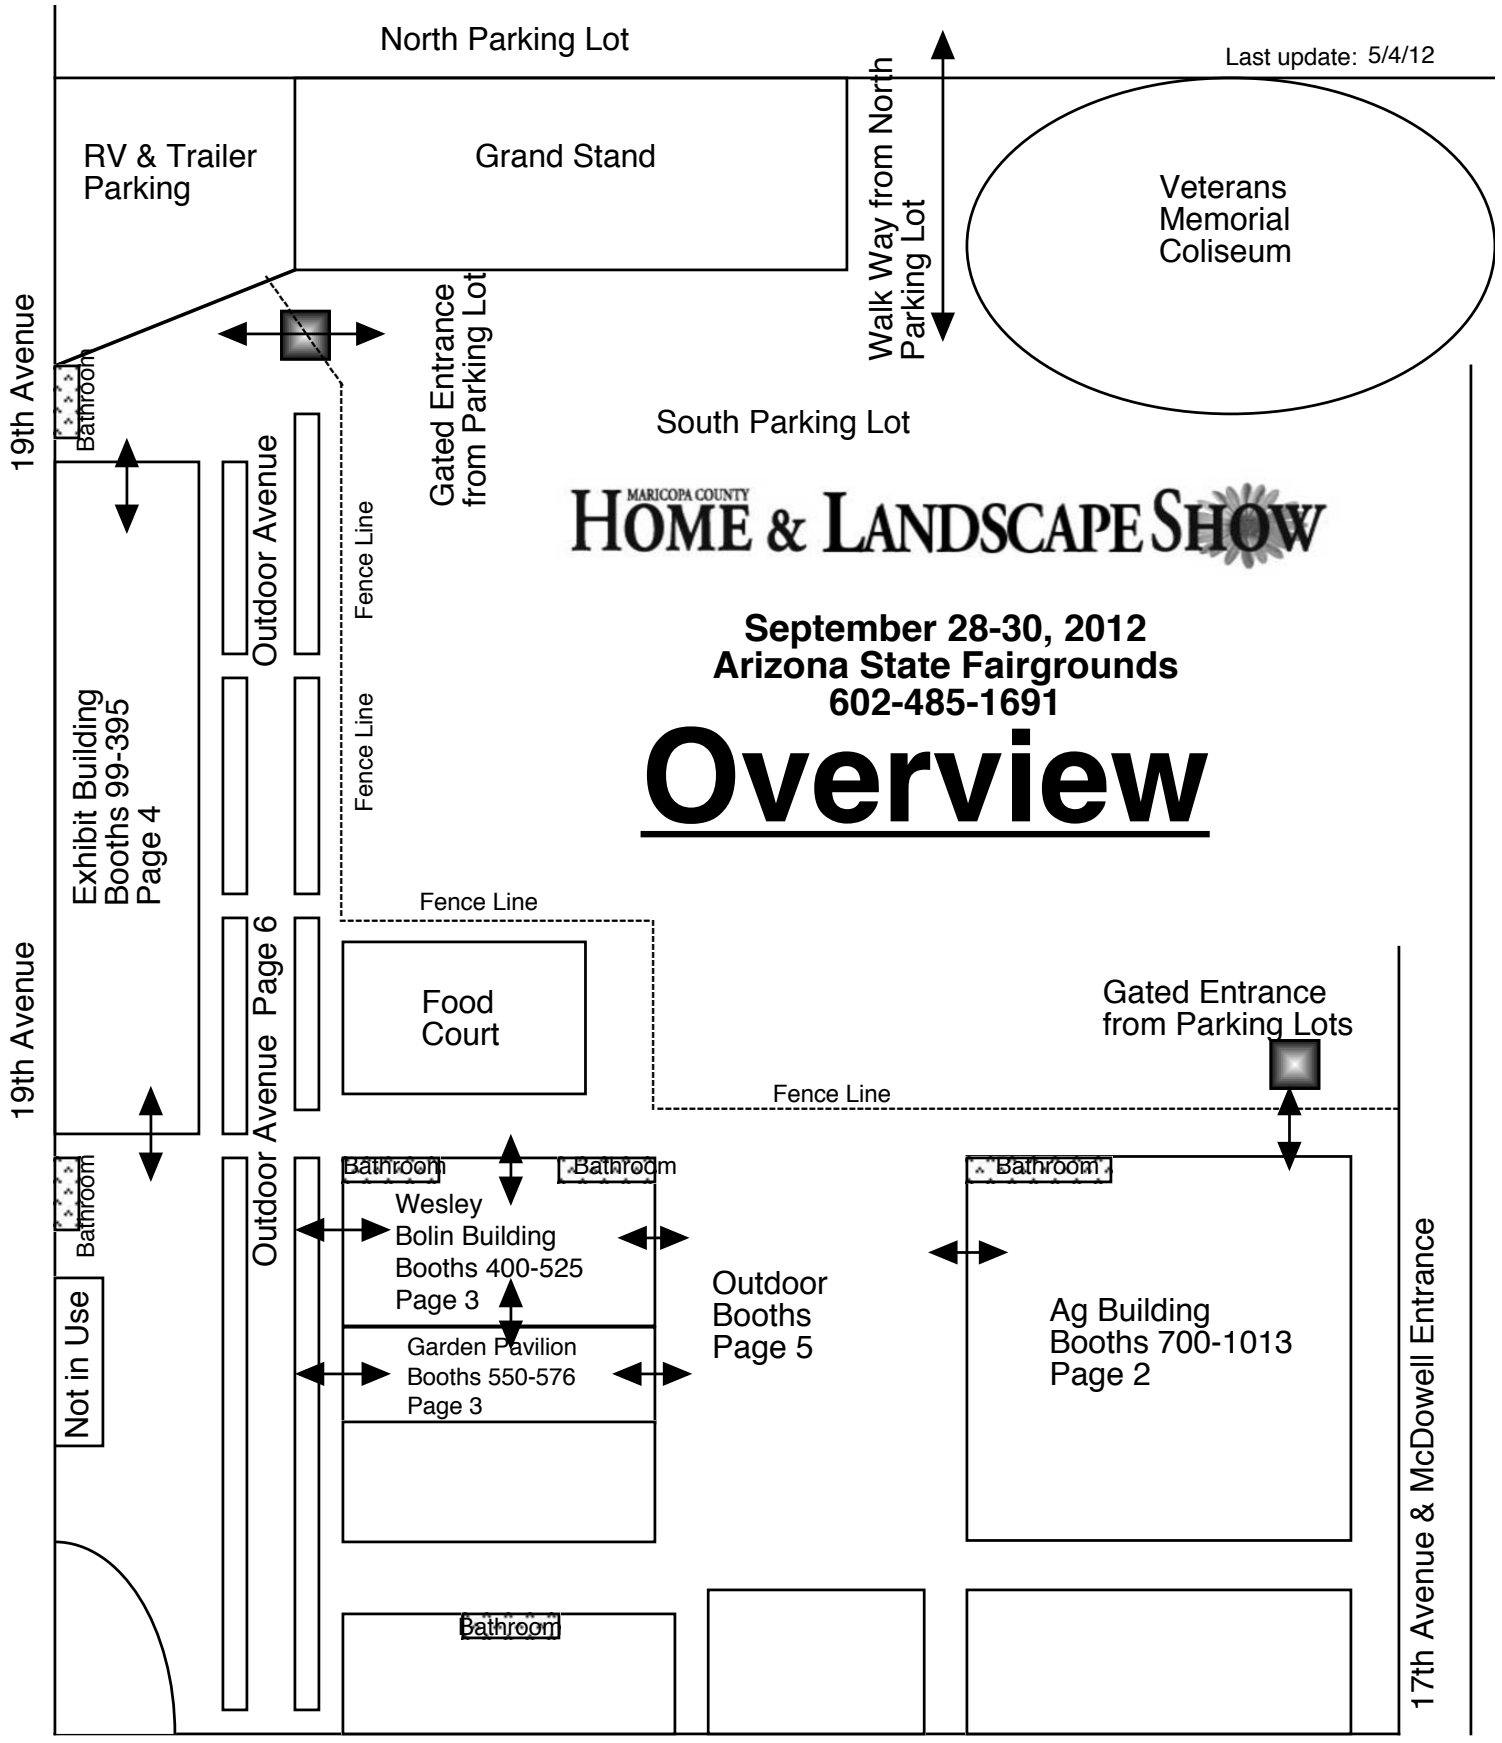 North Parking Lot
Last update: 5/4/12
RV & Trailer
Parking
Grand Stand
Walk Way from North
Parking Lot
Veterans
Memorial
Coliseum
19th Avenue
Bathroom
Gated Entrance
from Parking Lot
South Parking Lot
Outdoor Avenue
Fence Line
MARICOPA COUNTY
HOME & LANDSCAPE SHOW
September 28-30, 2012
Arizona State Fairgrounds
602-485-1691
Overview
Exhibit Building
Booths 99-395
Page 4
Fence Line
Fence Line
19th Avenue
Outdoor Avenue Page 6
Food
Court
Gated Entrance
from Parking Lots
Fence Line
Bathroom
Bathroom
Bathroom
Bathroom
Wesley
Bolin Building
Booths 400-525
Page 3
Garden Pavilion
Booths 550-576
Page 3
Outdoor
Booths
Page 5
Ag Building
Booths 700-1013
Page 2
Not in Use
17th Avenue & McDowell Entrance
Bathroom